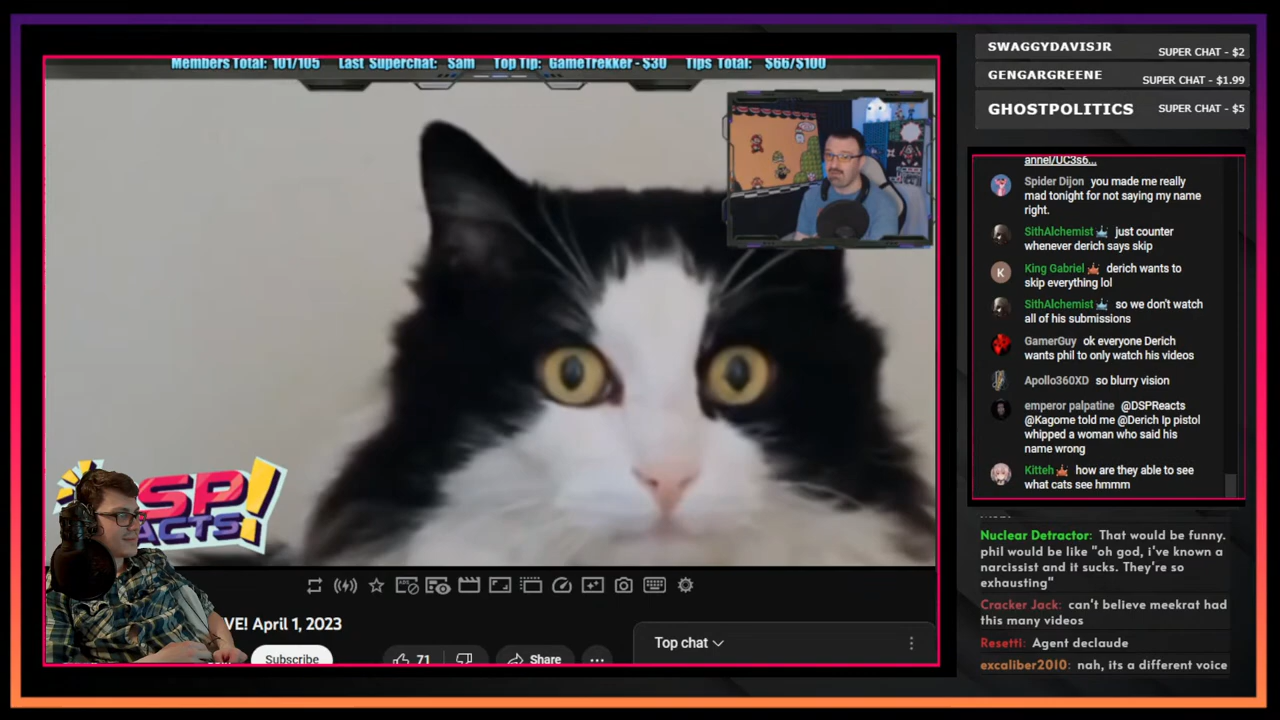 Members Total: 101/105 Last Superchat: Sam Top Tip: GameTrekker - $30 Tips Total: $66/$100
SWAGGYDAVISJR SUPER CHAT - $2
GENGARGREENE SUPER CHAT - $1.99
GHOSTPOLITICS SUPER CHAT - $5
annel/UC3s6...
Spider Dijon you made me really
mad tonight for not saying my name
right.
SithAlchemist just counter
whenever derich says skip
King Gabriel derich wants to
skip everything lol
SithAlchemist so we don't watch
all of his submissions
GamerGuy ok everyone Derich
wants phil to only watch his videos
Apollo360XD so blurry vision
emperor palpatine @DSPReacts
@Kagome told me @Derich Ip pistol
whipped a woman who said his
name wrong
Kitteh how are they able to see
what cats see hmmm
K
SP!
ACTS
VE! April 1, 2023
Subscribe
71
Share
Top chat
Nuclear Detractor: That would be funny.
phil would be like "oh god, i've known a
narcissist and it sucks. They're so
exhausting"
Cracker Jack: can't believe meekrat had
this many videos
Resetti: Agent declaude
excaliber2010: nah, its a different voice